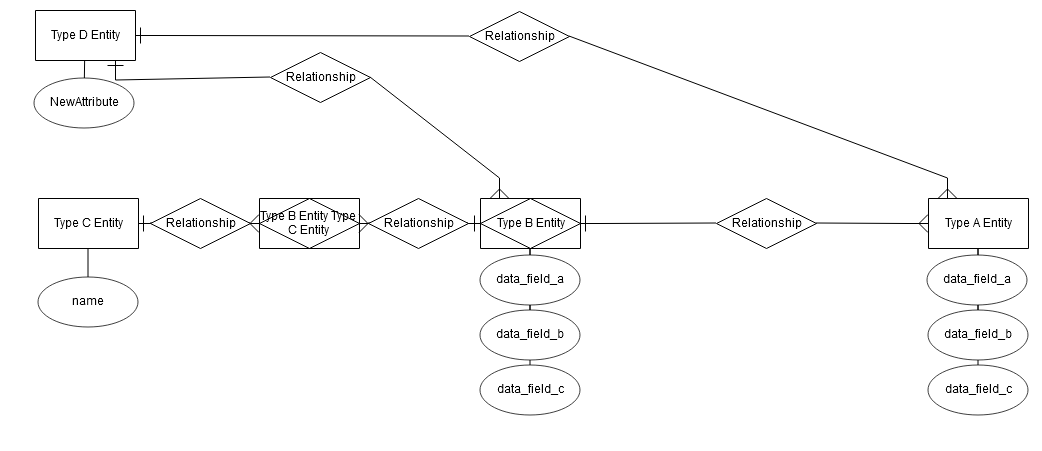 Type D Entity
Relationship
Relationship
NewAttribute
Type C Entity
Relationship
Type B Entity Type
C Entity
Relationship
Type B Entity
Relationship
Type A Entity
name
data_field_a
data_field_a
data_field_b
data_field_b
data_field_c
data_field_c